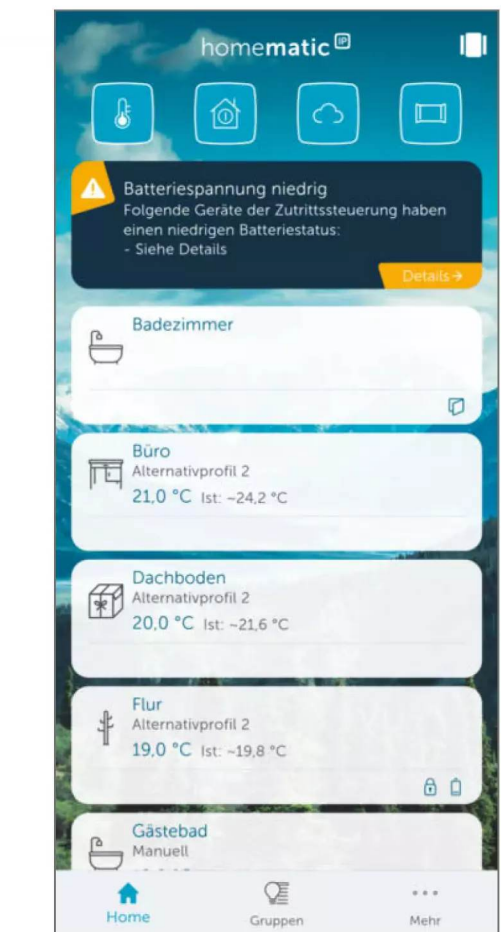 homematic IP
Batteriespannung niedrig
Folgende Geräte der Zutrittssteuerung haben
einen niedrigen Batteriestatus:
- Siehe Details
Details →
Badezimmer
Büro
Alternativprofil 2
21,0 °C Ist: ~24,2 °C
Dachboden
Alternativprofil 2
20,0 °C Ist: ~21,6 °C
Flur
Alternativprofil 2
19,0 °C Ist: ~19,8 °C
Gästebad
Manuell
Home
Gruppen
Mehr